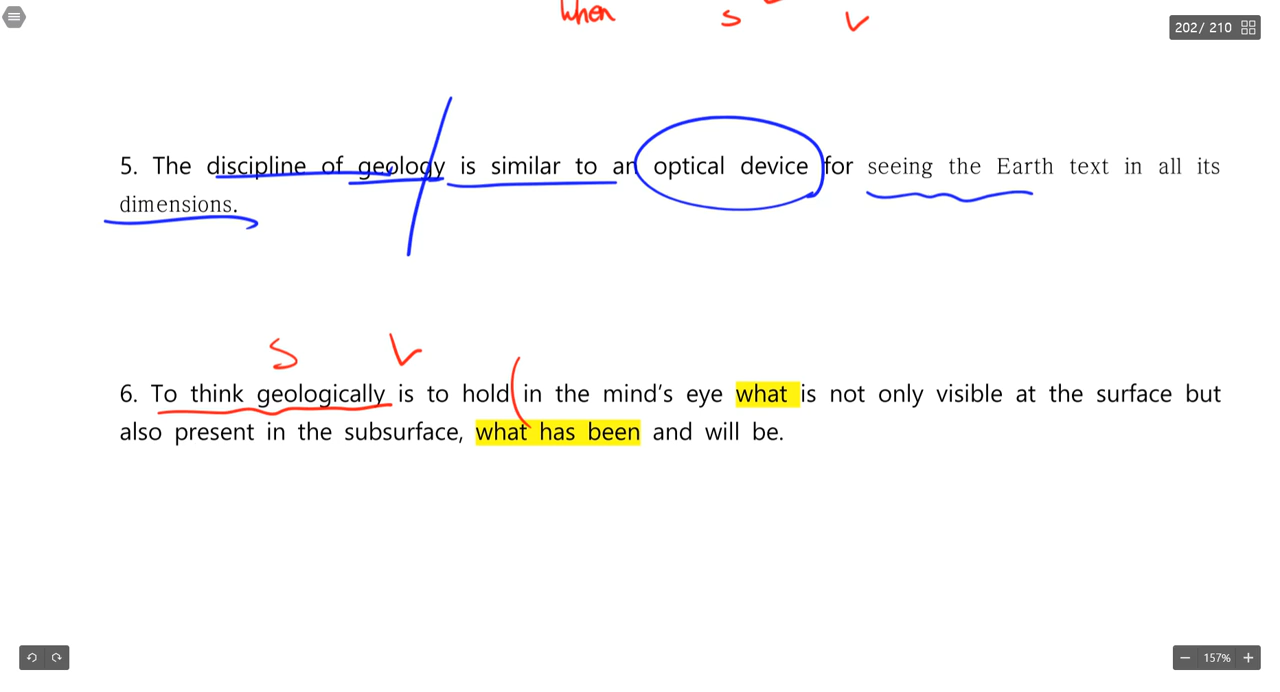 when S V
202/ 210
5. The discipline of geology is similar to an optical device for seeing the Earth text in all its
dimensions.
S V
6. To think geologically is to hold in the mind's eye what is not only visible at the surface but
also present in the subsurface, what has been and will be.
157%